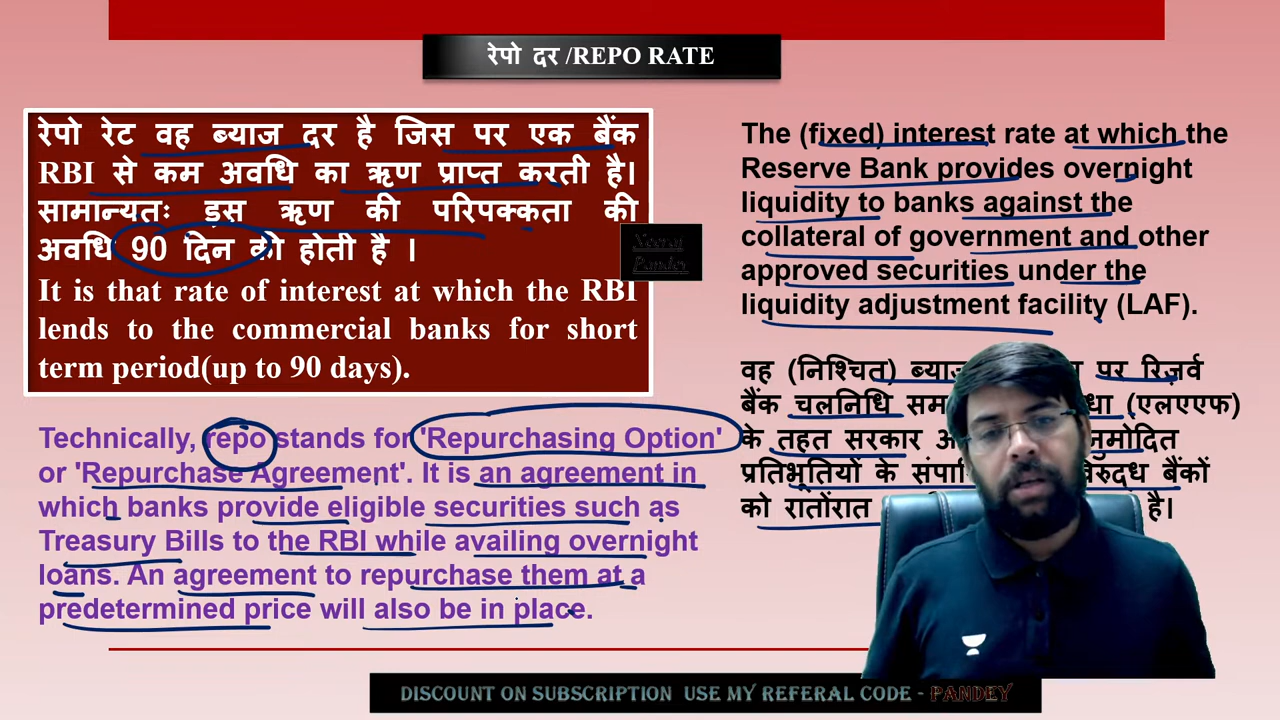 रेपो दर /REPO RATE
रेपो रेट वह ब्याज दर है जिस पर एक बैंक
RBI से कम अवधि का ऋण प्राप्त करती है।
सामान्यतः इस ऋण की परिपक्कता की
अवधि 90 दिन की होती है ।
It is that rate of interest at which the RBI
lends to the commercial banks for short
term period(up to 90 days).
Technically, repo stands for 'Repurchasing Option'
or 'Repurchase Agreement'. It is an agreement in
which banks provide eligible securities such as
Treasury Bills to the RBI while availing overnight
loans. An agreement to repurchase them at a
predetermined price will also be in place.
Neeraj
Pandey
The (fixed) interest rate at which the
Reserve Bank provides overnight
liquidity to banks against the
collateral of government and other
approved securities under the
liquidity adjustment facility (LAF).
वह (निश्चित) पर रिज़र्व
बैंक चलनिधि (एलएएफ)
के तहत सरकार
प्रतिभूतियों के बैंकों
को रातोंरात है।
DISCOUNT ON SUBSCRIPTION USE MY REFERAL CODE - PANDEY